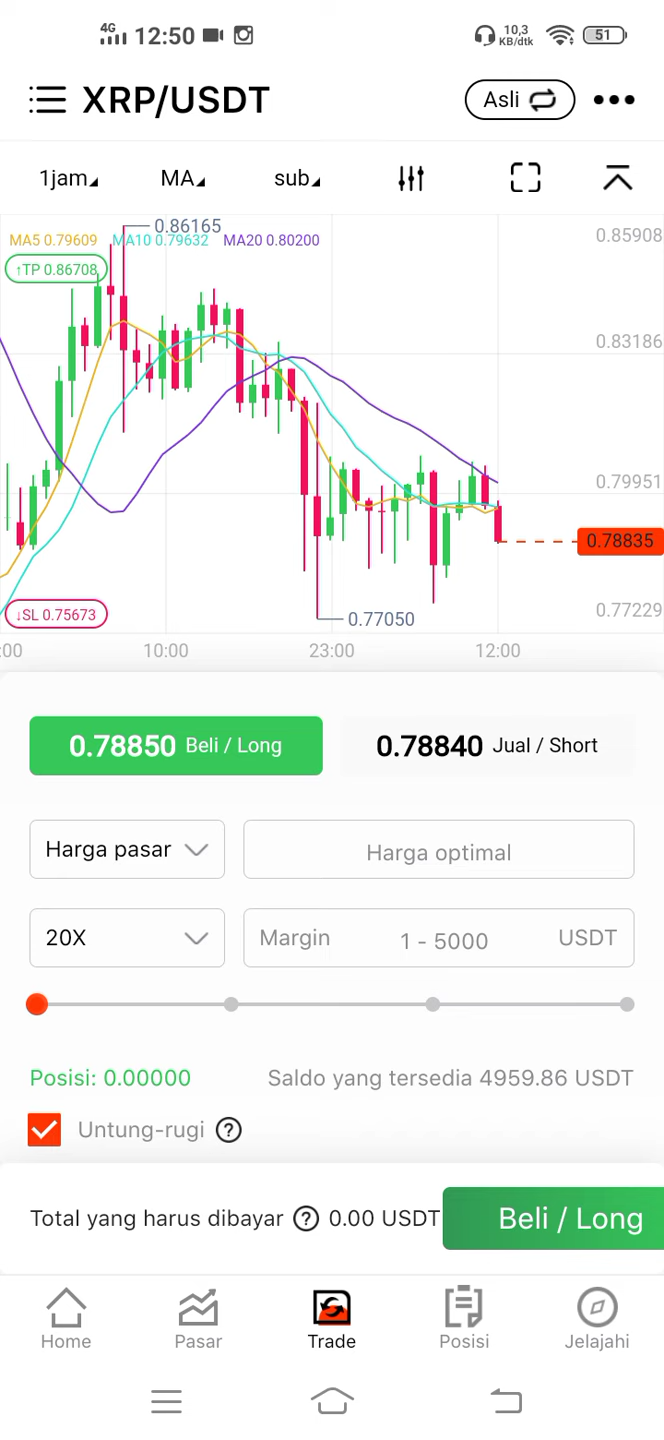 4G 12:50 10,3 KB/dtk 51
XRP/USDT Asli
1jam MA sub
0.86165 0.85908
MA5 0.79609 MA10 0.79632 MA20 0.80200
↑TP 0.86708
0.83186
0.79951
0.78835
↓SL 0.75673 0.77050 0.77229
:00 10:00 23:00 12:00
0.78850 Beli / Long 0.78840 Jual / Short
Harga pasar Harga optimal
20X Margin 1 - 5000 USDT
Posisi: 0.00000 Saldo yang tersedia 4959.86 USDT
Untung-rugi ?
Total yang harus dibayar ? 0.00 USDT Beli / Long
Home Pasar Trade Posisi Jelajahi